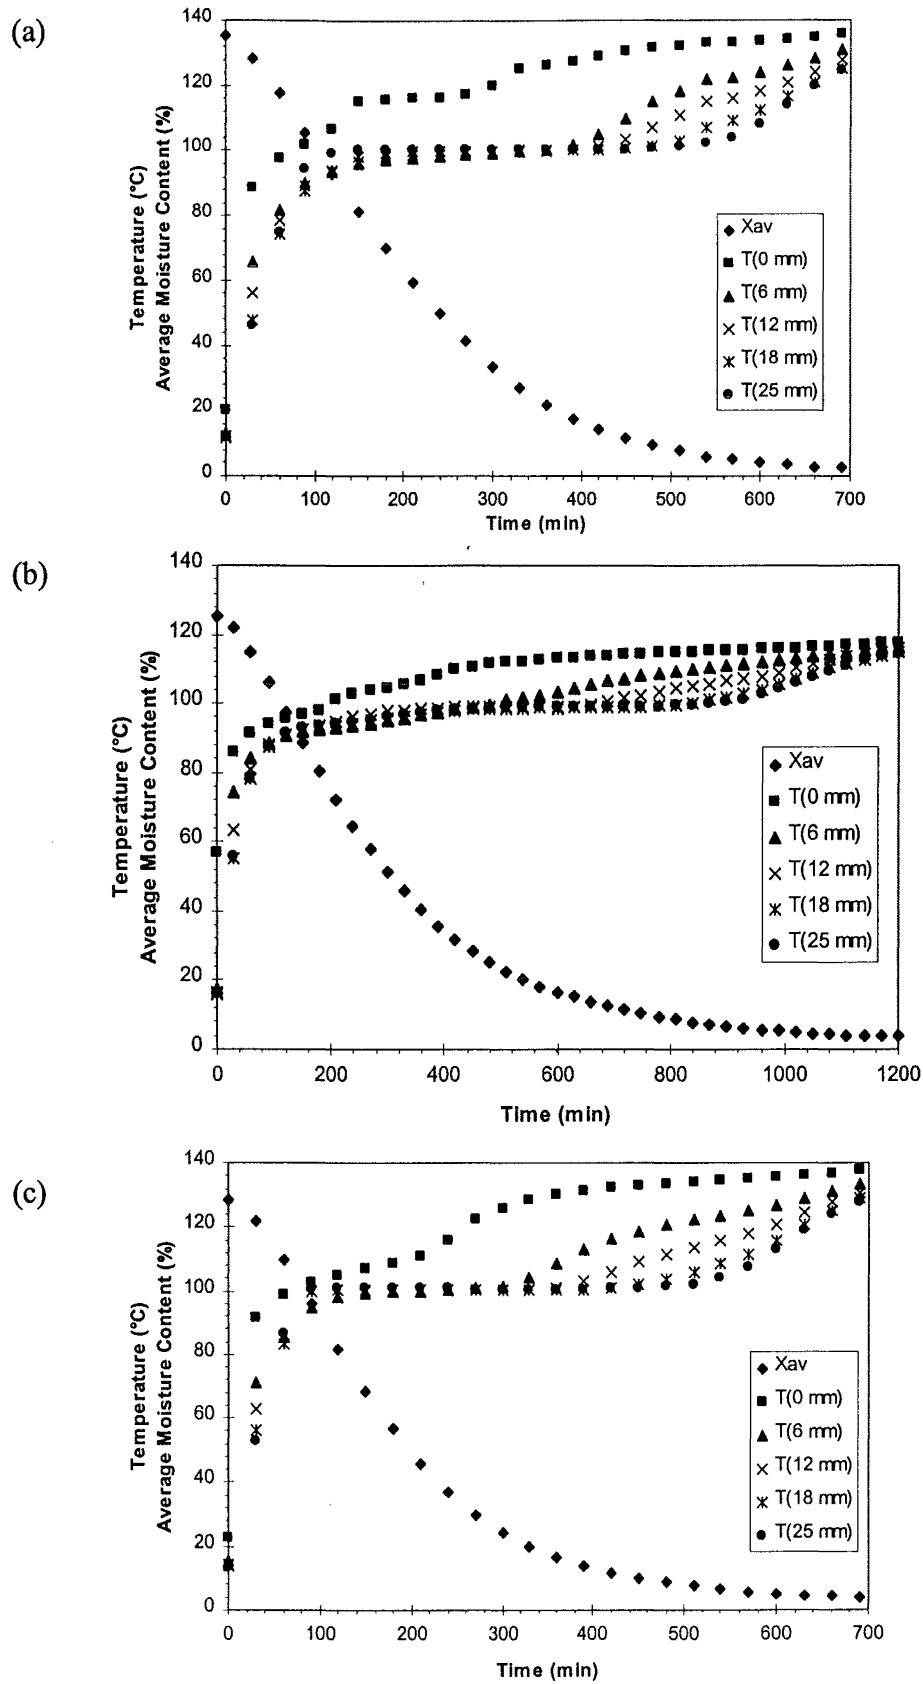 (a)
140
120
100
80
60
40
20
0
Temperature (°C)
Average Moisture Content (%)
0 100 200 300 400 500 600 700
Time (min)
Xav
T(0 mm)
T(6 mm)
T(12 mm)
T(18 mm)
T(25 mm)
(b)
140
120
100
80
60
40
20
0
Temperature (°C)
Average Moisture Content (%)
0 200 400 600 800 1000 1200
Time (min)
Xav
T(0 mm)
T(6 mm)
T(12 mm)
T(18 mm)
T(25 mm)
(c)
140
120
100
80
60
40
20
0
Temperature (°C)
Average Moisture Content (%)
0 100 200 300 400 500 600 700
Time (min)
Xav
T(0 mm)
T(6 mm)
T(12 mm)
T(18 mm)
T(25 mm)